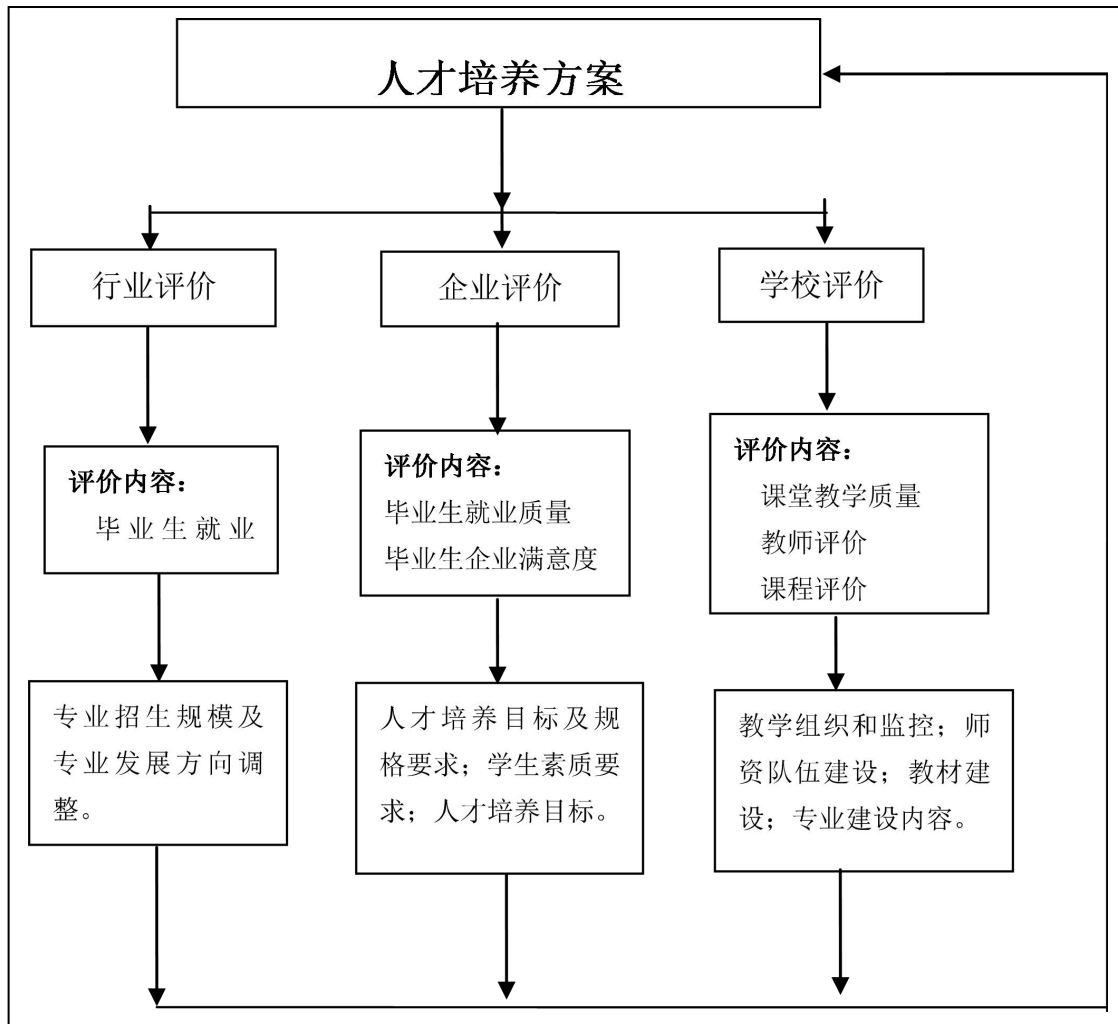 人才培养方案
行业评价
企业评价
学校评价
评价内容：
毕业生就业
评价内容：
毕业生就业质量
毕业生企业满意度
评价内容：
课堂教学质量
教师评价
课程评价
专业招生规模及
专业发展方向调
整。
人才培养目标及规
格要求；学生素质要
求；人才培养目标。
教学组织和监控；师
资队伍建设；教材建
设；专业建设内容。